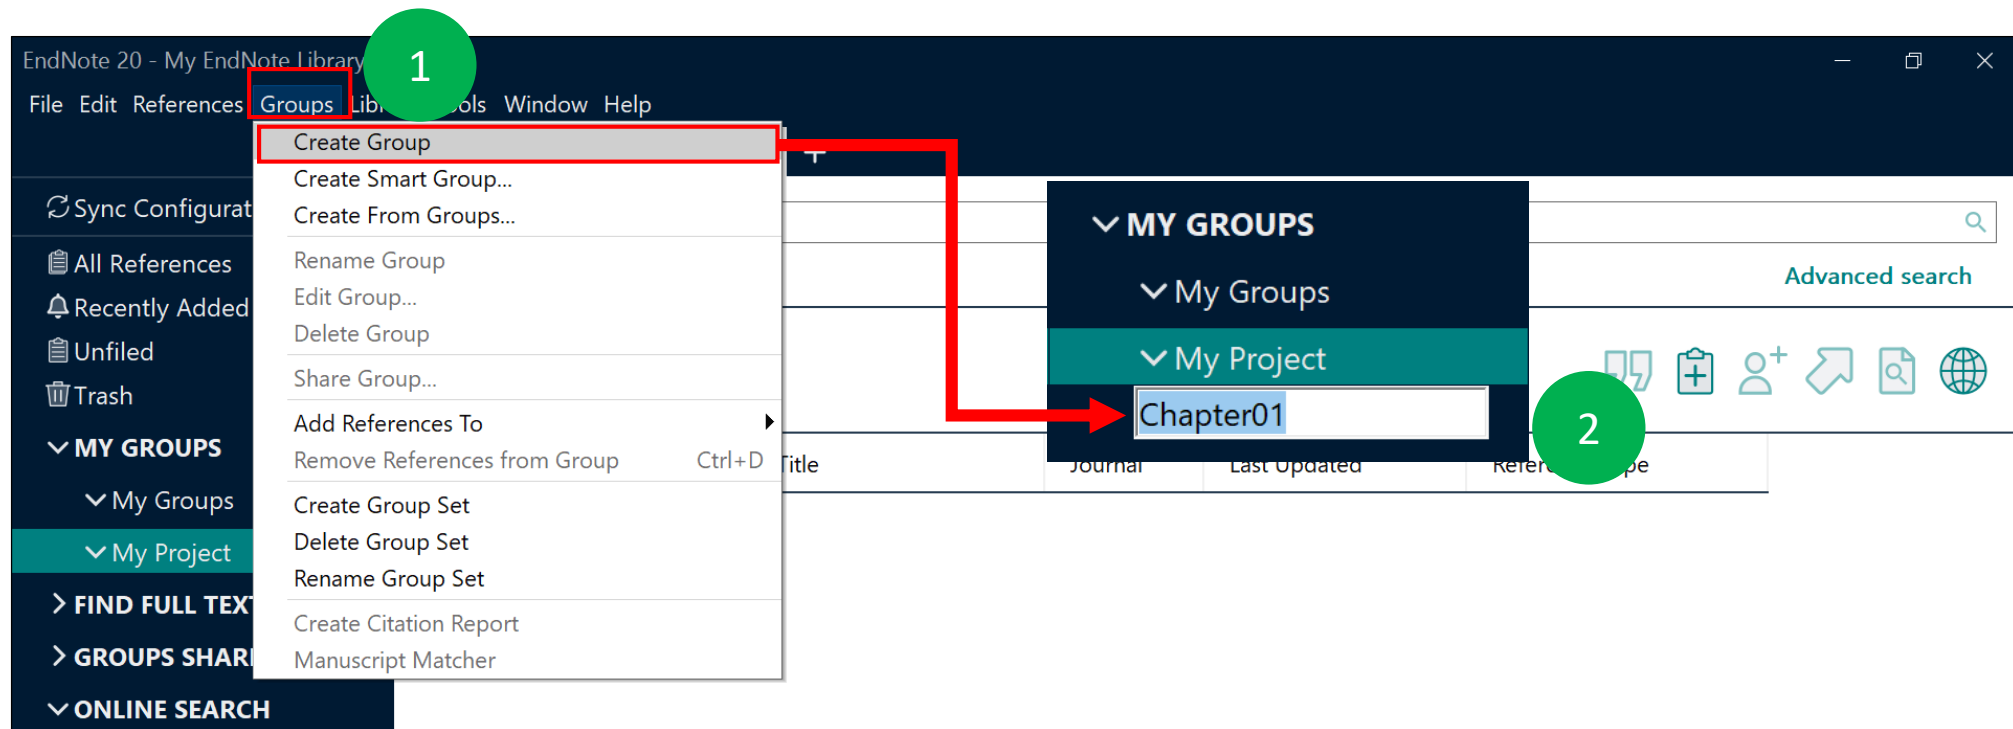 1
EndNote 20 - My EndNote Library
File Edit References Groups Window Help
Create Group
Create Smart Group...
Create From Groups...
Rename Group
Edit Group...
Delete Group
Share Group...
Add References To
Remove References from Group Ctrl+D
Create Group Set
Delete Group Set
Rename Group Set
Create Citation Report
Manuscript Matcher
Sync
All References
Recently Added
Unfiled
Trash
MY GROUPS
My Groups
My Project
FIND FULL
GROUPS
ONLINE SEARCH
MY GROUPS
My Groups
My Project
Chapter01
2
Advanced search
Title Journal Last Updated